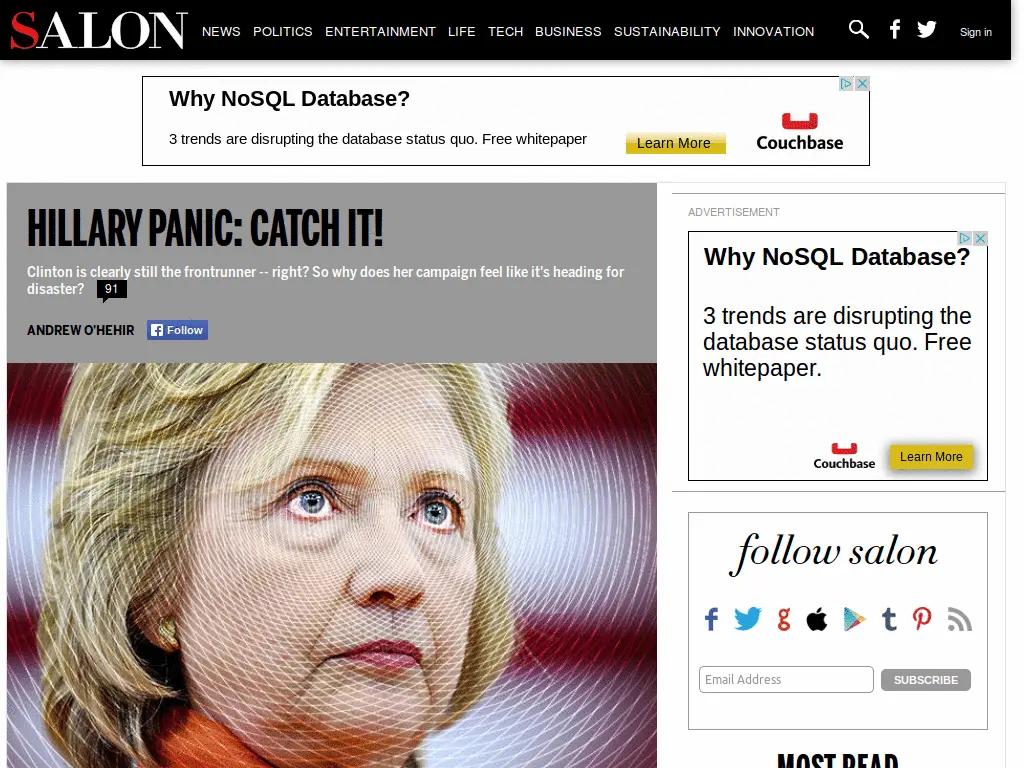 SALON NEWS POLITICS ENTERTAINMENT LIFE TECH BUSINESS SUSTAINABILITY INNOVATION Sign in
Why NoSQL Database?
3 trends are disrupting the database status quo. Free whitepaper
Learn More
Couchbase
HILLARY PANIC: CATCH IT!
Clinton is clearly still the frontrunner -- right? So why does her campaign feel like it's heading for
disaster? 91
ANDREW O'HEHIR Follow
ADVERTISEMENT
Why NoSQL Database?
3 trends are disrupting the
database status quo. Free
whitepaper.
Couchbase
Learn More
follow salon
Email Address SUBSCRIBE
MOST READ